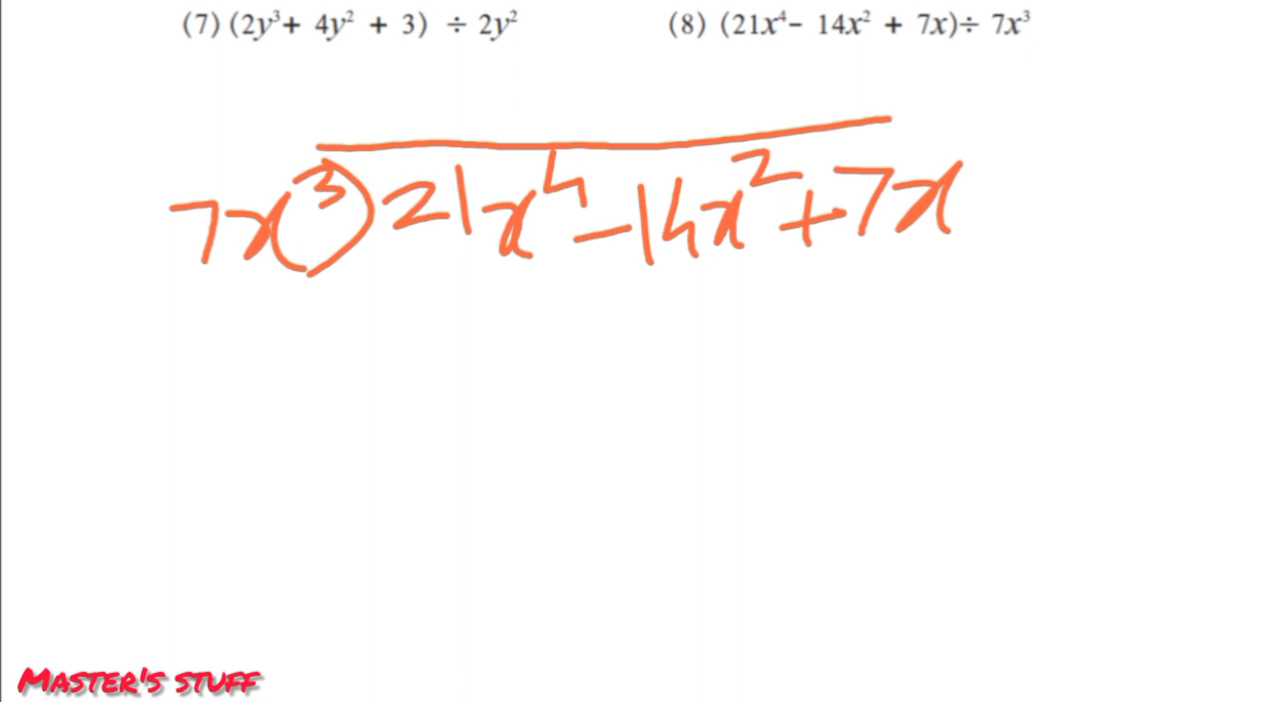 (7) (2y³+ 4y² + 3) ÷ 2y² (8) (21x⁴– 14x² + 7x)÷ 7x³
7x³)21x⁴-14x²+7x
MASTER'S STUFF